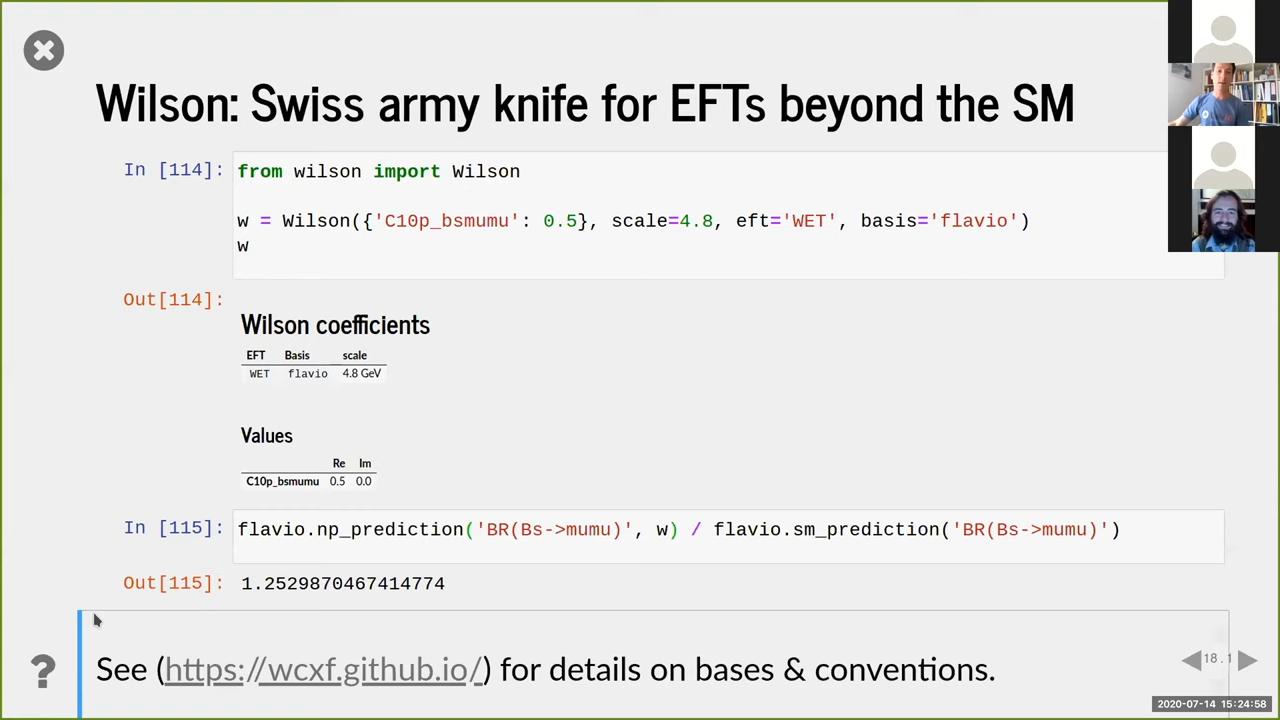 Wilson: Swiss army knife for EFTs beyond the SM
In [114]:
from wilson import Wilson
w = Wilson({'C10p_bsmumu': 0.5}, scale=4.8, eft='WET', basis='flavio')
w
Out[114]:
Wilson coefficients
EFT Basis scale
WET flavio 4.8 GeV
Values
Re Im
C10p_bsmumu 0.5 0.0
In [115]:
flavio.np_prediction('BR(Bs->mumu)', w) / flavio.sm_prediction('BR(Bs->mumu)')
Out[115]:
1.2529870467414774
See (https://wcxf.github.io/) for details on bases & conventions.
?
18.1
2020-07-14 15:24:58